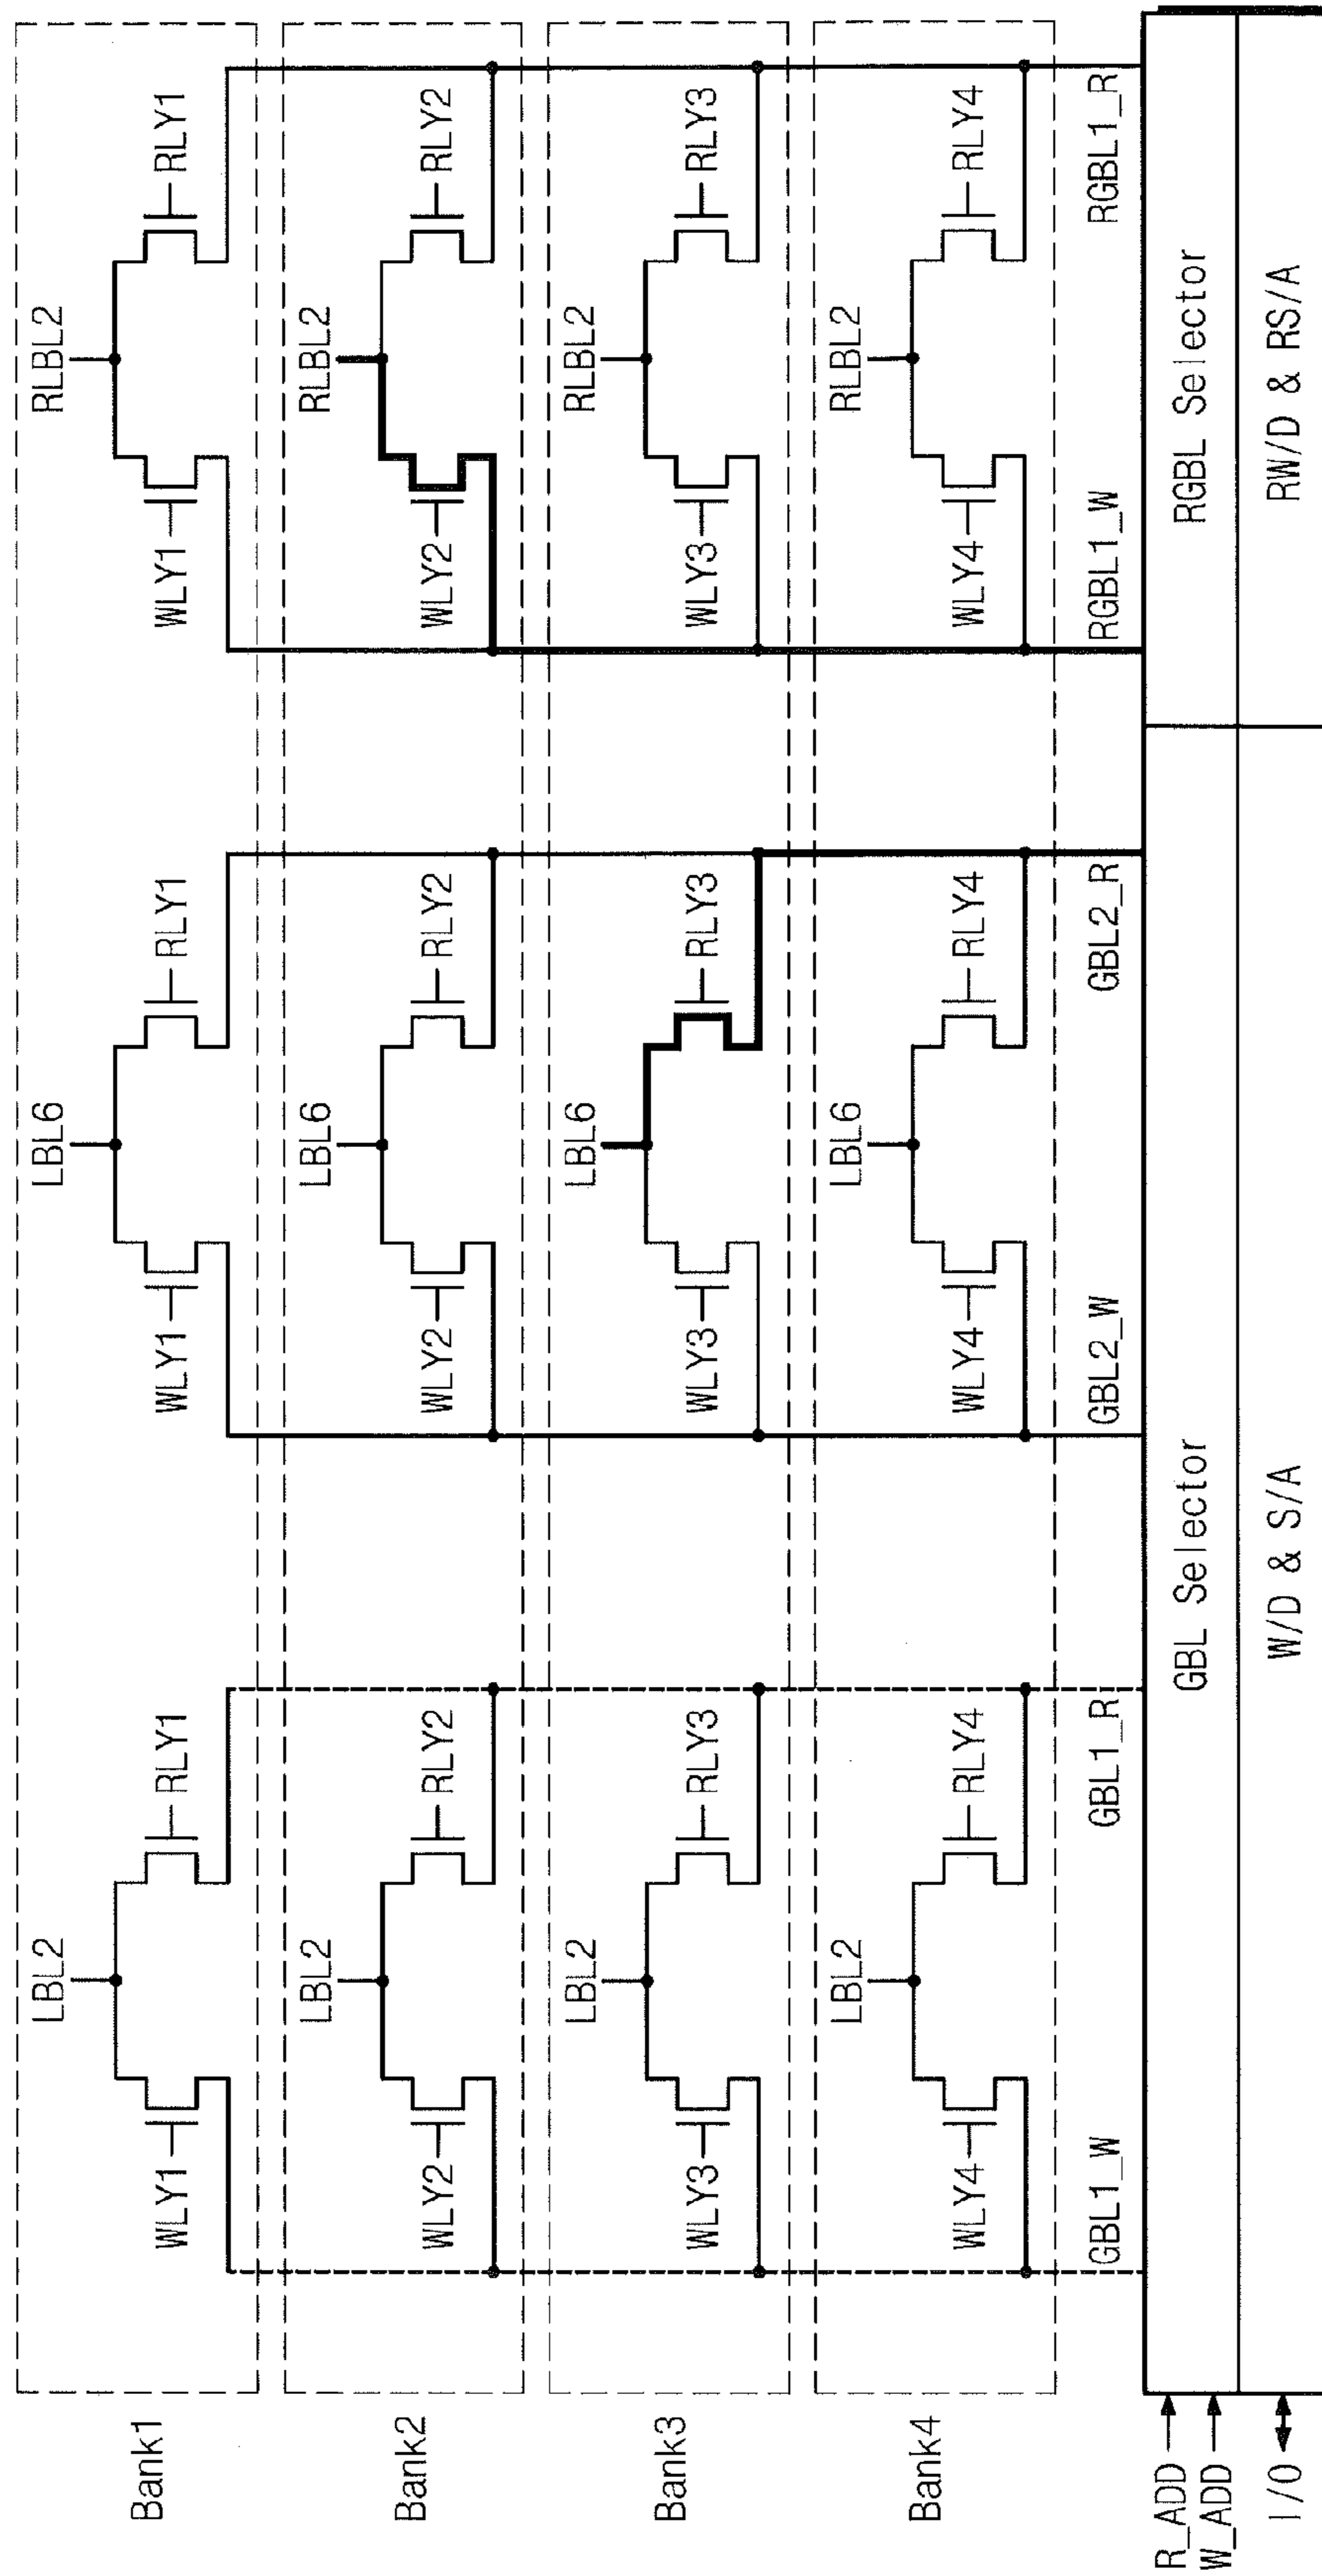 Bank1
LBL2
WLY1
RLY1
LBL6
WLY1
RLY1
RLBL2
WLY1
RLY1
Bank2
LBL2
WLY2
RLY2
LBL6
WLY2
RLY2
RLBL2
WLY2
RLY2
Bank3
LBL2
WLY3
RLY3
LBL6
WLY3
RLY3
RLBL2
WLY3
RLY3
Bank4
LBL2
WLY4
RLY4
LBL6
WLY4
RLY4
RLBL2
WLY4
RLY4
GBL1_W
GBL1_R
GBL2_W
GBL2_R
RGBL1_W
RGBL1_R
R_ADD
W_ADD
GBL Selector
RGBL Selector
I/O
W/D & S/A
RW/D & RS/A